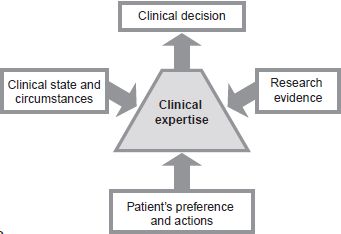 Clinical decision
Clinical state and
circumstances
Clinical
expertise
Research
evidence
Patient's preference
and actions